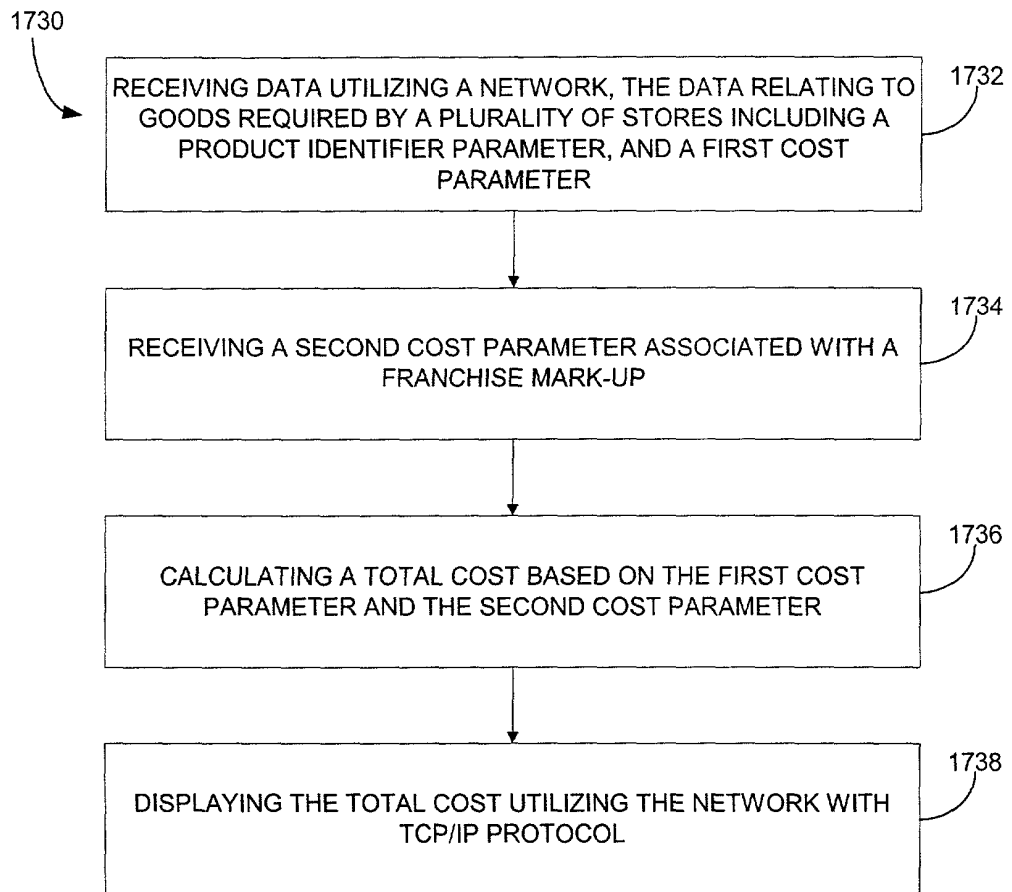 1730
RECEIVING DATA UTILIZING A NETWORK, THE DATA RELATING TO
GOODS REQUIRED BY A PLURALITY OF STORES INCLUDING A
PRODUCT IDENTIFIER PARAMETER, AND A FIRST COST
PARAMETER
1732
RECEIVING A SECOND COST PARAMETER ASSOCIATED WITH A
FRANCHISE MARK-UP
1734
CALCULATING A TOTAL COST BASED ON THE FIRST COST
PARAMETER AND THE SECOND COST PARAMETER
1736
DISPLAYING THE TOTAL COST UTILIZING THE NETWORK WITH
TCP/IP PROTOCOL
1738